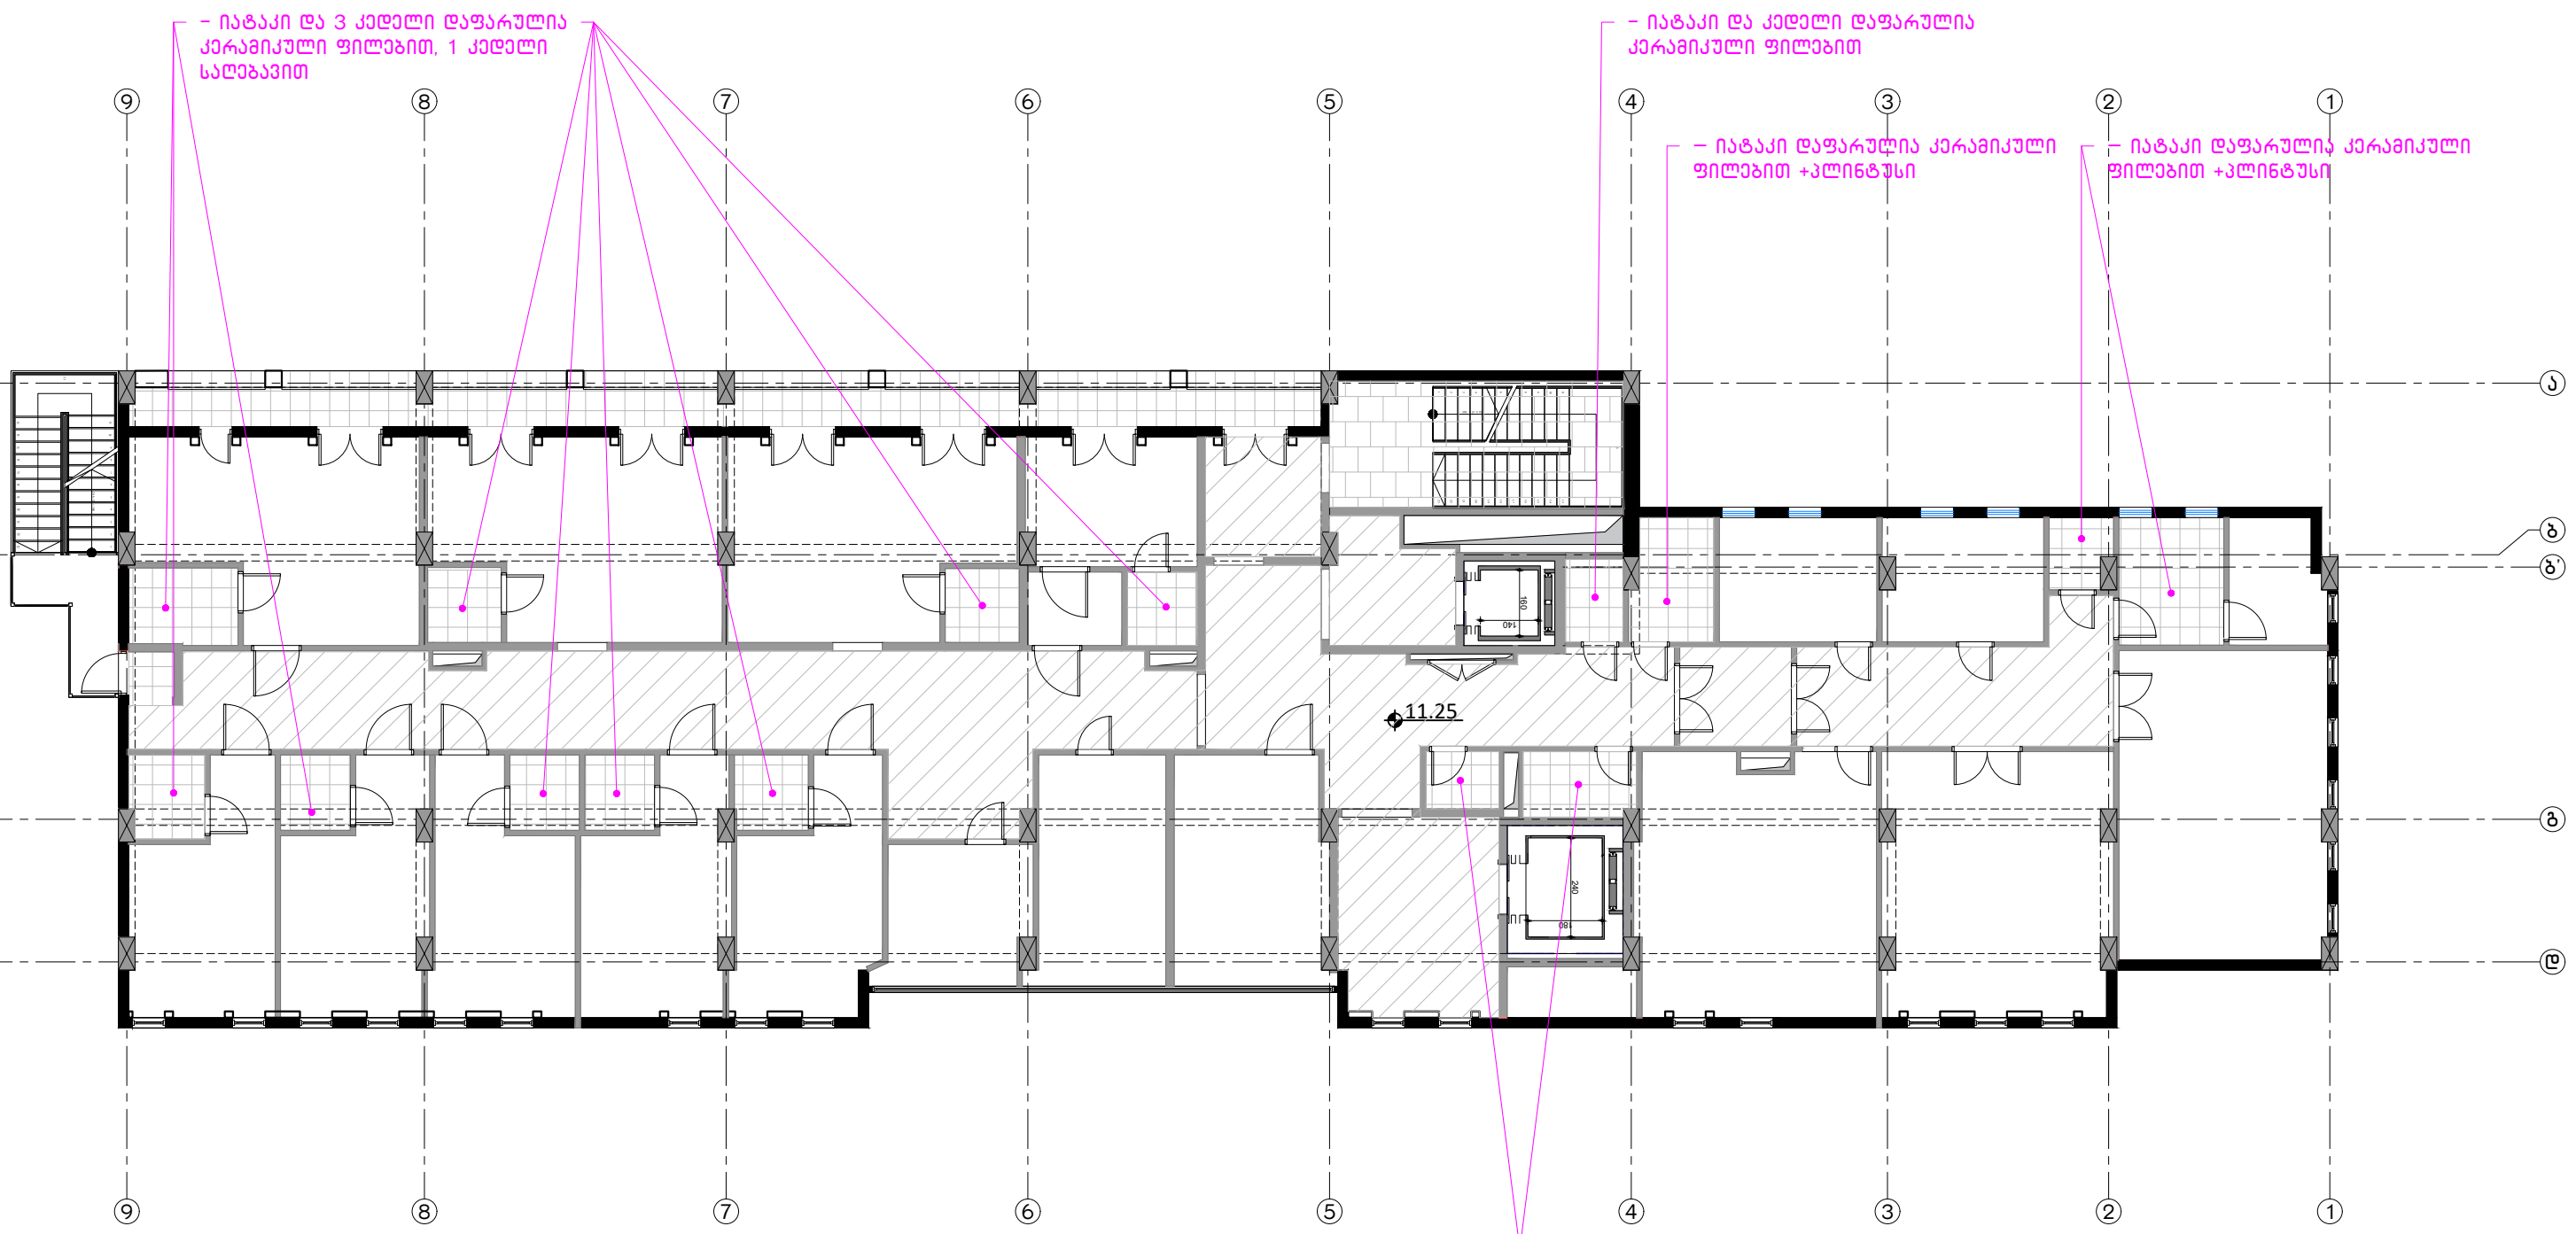 – ᲘᲐᲢᲐᲙᲘ ᲓᲐ 3 ᲙᲔᲓᲔᲚᲘ ᲓᲐᲤᲐᲠᲣᲚᲘᲐ
ᲙᲔᲠᲐᲛᲘᲙᲣᲚᲘ ᲤᲘᲚᲔᲑᲘᲗ, 1 ᲙᲔᲓᲔᲚᲘ
ᲡᲐᲦᲔᲑᲐᲕᲘᲗ
– ᲘᲐᲢᲐᲙᲘ ᲓᲐ ᲙᲔᲓᲔᲚᲘ ᲓᲐᲤᲐᲠᲣᲚᲘᲐ
ᲙᲔᲠᲐᲛᲘᲙᲣᲚᲘ ᲤᲘᲚᲔᲑᲘᲗ
9 8 7 6 5 4 3 2 1
– ᲘᲐᲢᲐᲙᲘ ᲓᲐᲤᲐᲠᲣᲚᲘᲐ ᲙᲔᲠᲐᲛᲘᲙᲣᲚᲘ
ᲤᲘᲚᲔᲑᲘᲗ +ᲞᲚᲘᲜᲢᲣᲡᲘ
– ᲘᲐᲢᲐᲙᲘ ᲓᲐᲤᲐᲠᲣᲚᲘᲐ ᲙᲔᲠᲐᲛᲘᲙᲣᲚᲘ
ᲤᲘᲚᲔᲑᲘᲗ +ᲞᲚᲘᲜᲢᲣᲡᲘ
Ა
Ბ
Ბ'
160
140
11.25
Გ
240
180
Დ
9 8 7 6 5 4 3 2 1